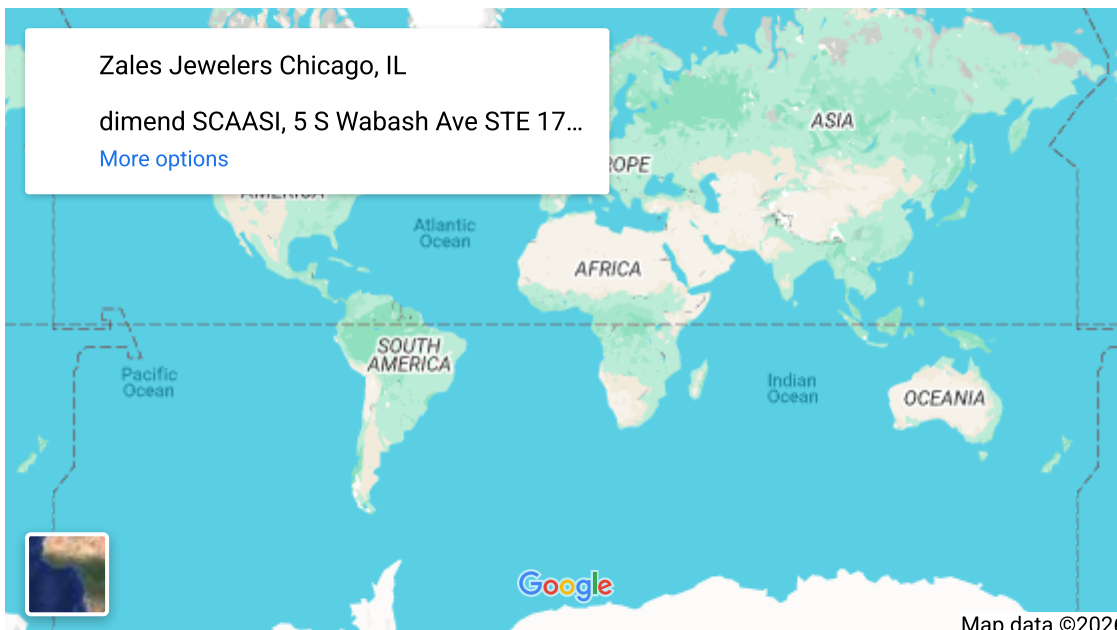 Zales Jewelers Chicago, IL
dimend SCAASI, 5 S Wabash Ave STE 17...
More options
ASIA
Atlantic
Ocean
AFRICA
SOUTH
AMERICA
Pacific
Ocean
Indian
Ocean
OCEANIA
Google